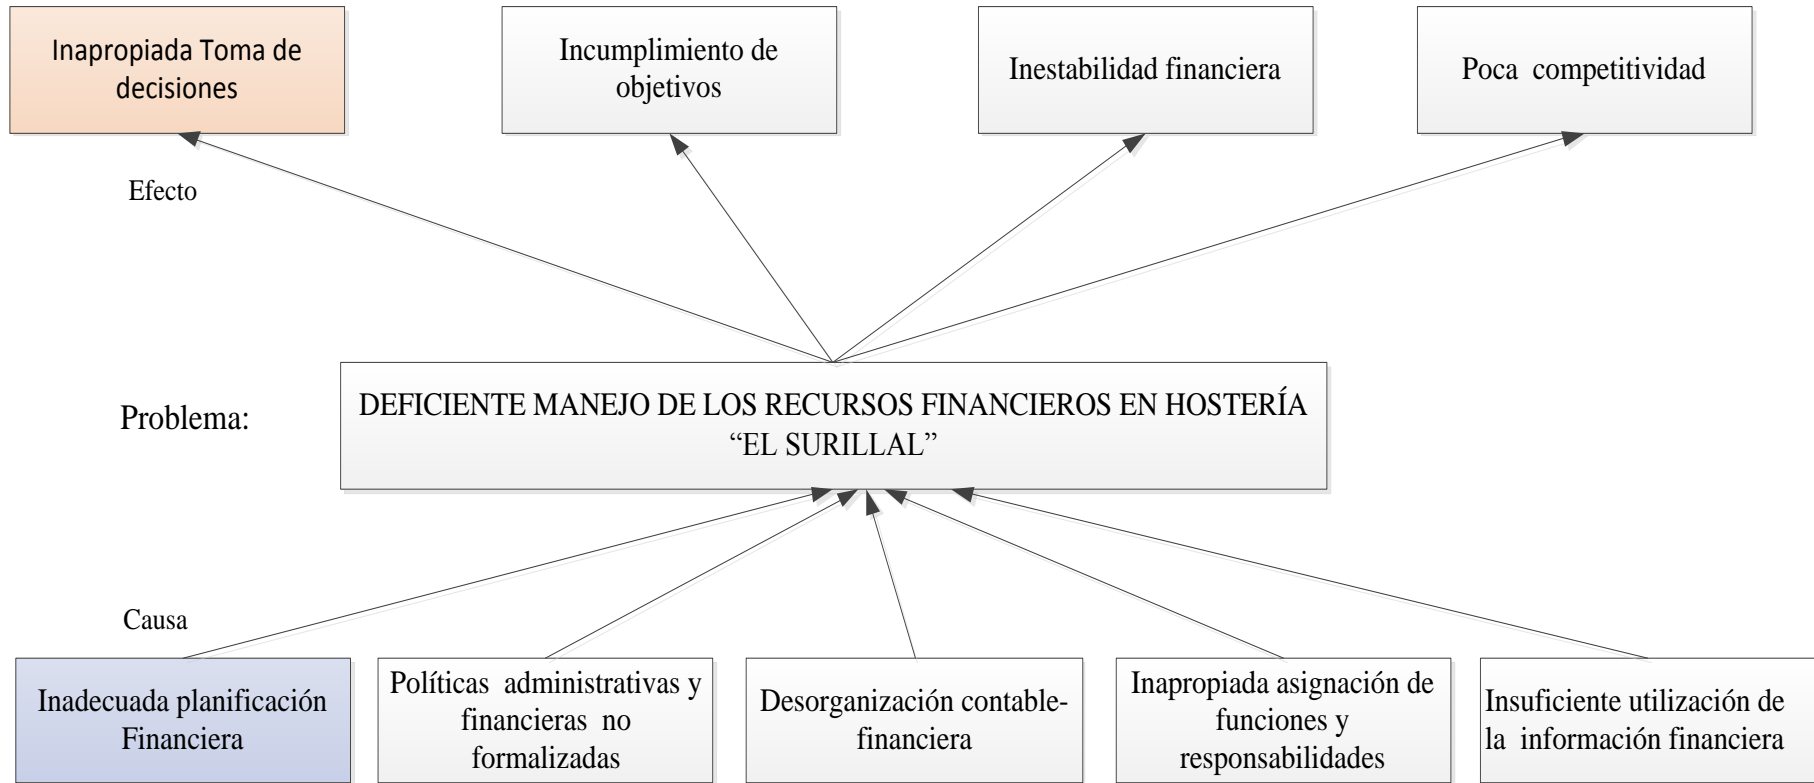 Inapropiada Toma de
decisiones
Incumplimiento de
objetivos
Inestabilidad financiera
Poca competitividad
Efecto
Problema:
DEFICIENTE MANEJO DE LOS RECURSOS FINANCIEROS EN HOSTERÍA
“EL SURILLAL”
Causa
Inadecuada planificación
Financiera
Políticas administrativas y
financieras no
formalizadas
Desorganización contable-
financiera
Inapropiada asignación de
funciones y
responsabilidades
Insuficiente utilización de
la información financiera